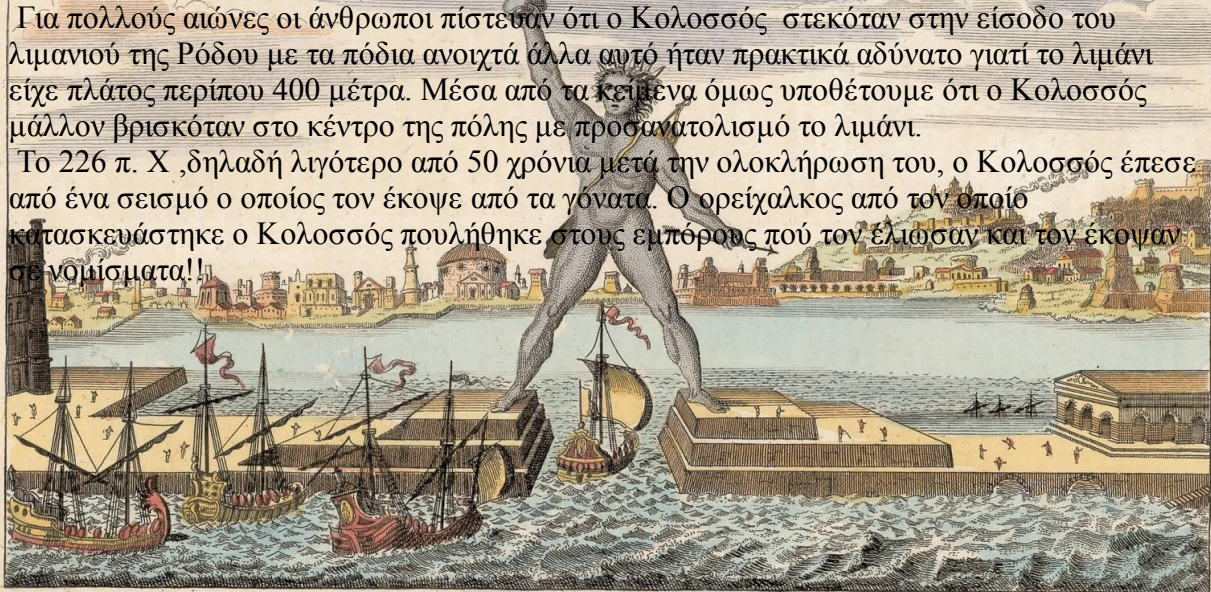 Για πολλούς αιώνες οι άνθρωποι πίστευαν ότι ο Κολοσσός στεκόταν στην είσοδο του
λιμανιού της Ρόδου με τα πόδια ανοιχτά άλλα αυτό ήταν πρακτικά αδύνατο γιατί το λιμάνι
είχε πλάτος περίπου 400 μέτρα. Μέσα από τα κείμενα όμως υποθέτουμε ότι ο Κολοσσός
μάλλον βρισκόταν στο κέντρο της πόλης με προσανατολισμό το λιμάνι.
Το 226 π. Χ ,δηλαδή λιγότερο από 50 χρόνια μετά την ολοκλήρωση του, ο Κολοσσός έπεσε
από ένα σεισμό ο οποίος τον έκοψε από τα γόνατα. Ο ορείχαλκος από τον οποίο
κατασκευάστηκε ο Κολοσσός πουλήθηκε στους εμπόρους πού τον έλιωσαν και τον έκοψαν
σε νομίσματα!!